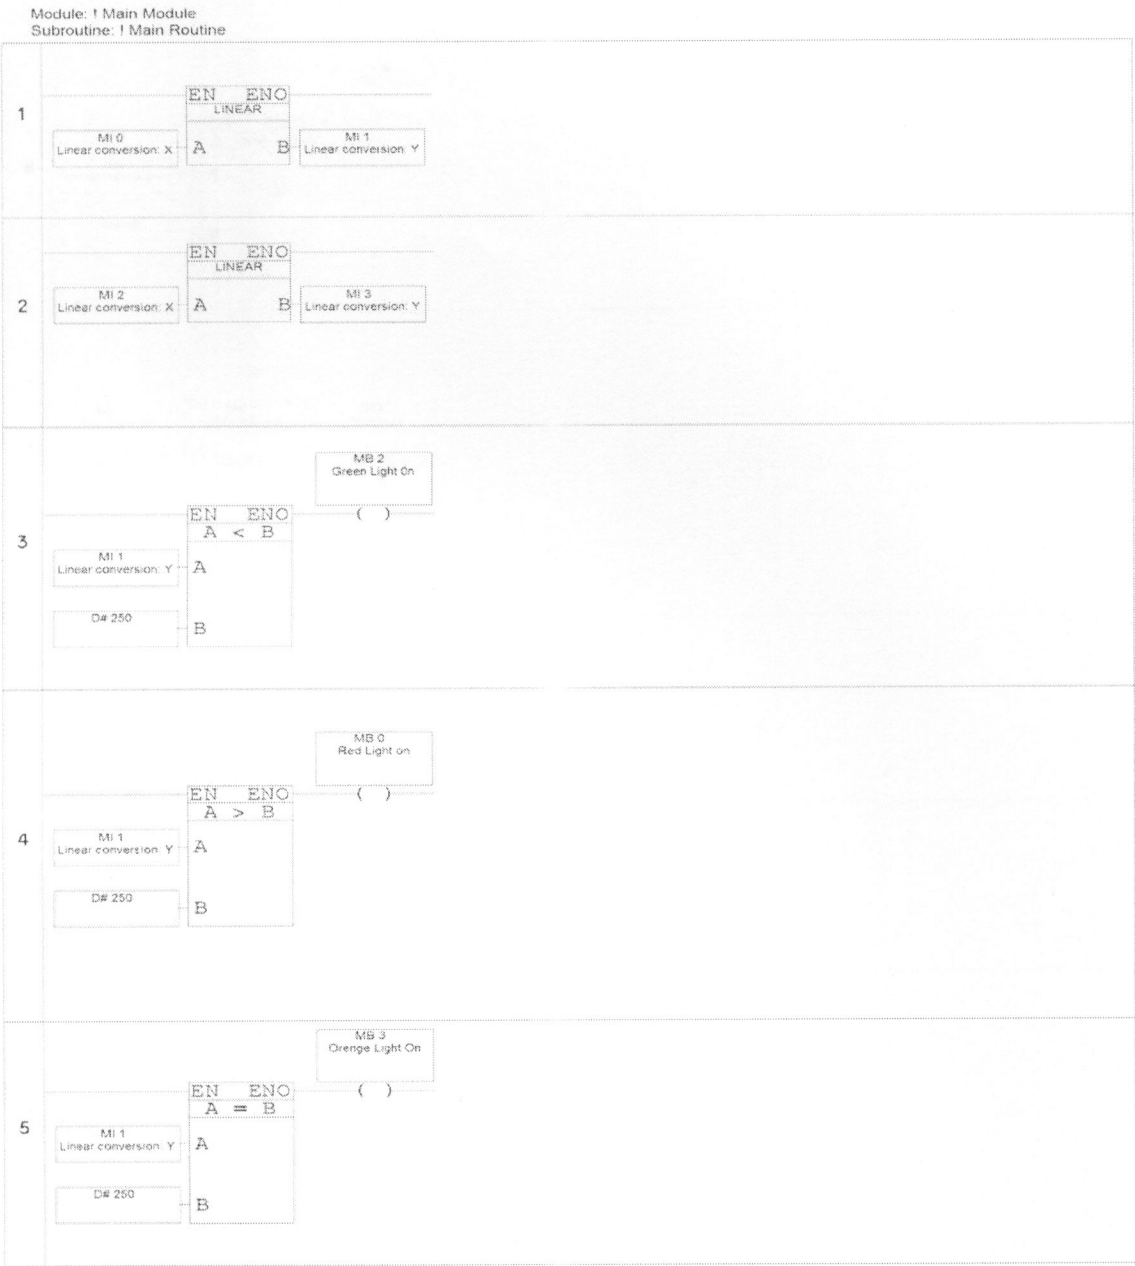 Module: ! Main Module
Subroutine: ! Main Routine
1
EN ENO
LINEAR
MI 0
Linear conversion: X
A B
MI 1
Linear conversion: Y
2
EN ENO
LINEAR
MI 2
Linear conversion: X
A B
MI 3
Linear conversion: Y
3
MB 2
Green Light 0n
EN ENO
( )
A < B
MI 1
Linear conversion: Y
A
D# 250
B
4
MB 0
Red Light on
EN ENO
( )
A > B
MI 1
Linear conversion: Y
A
D# 250
B
5
MB 3
Orenge Light On
EN ENO
( )
A = B
MI 1
Linear conversion: Y
A
D# 250
B